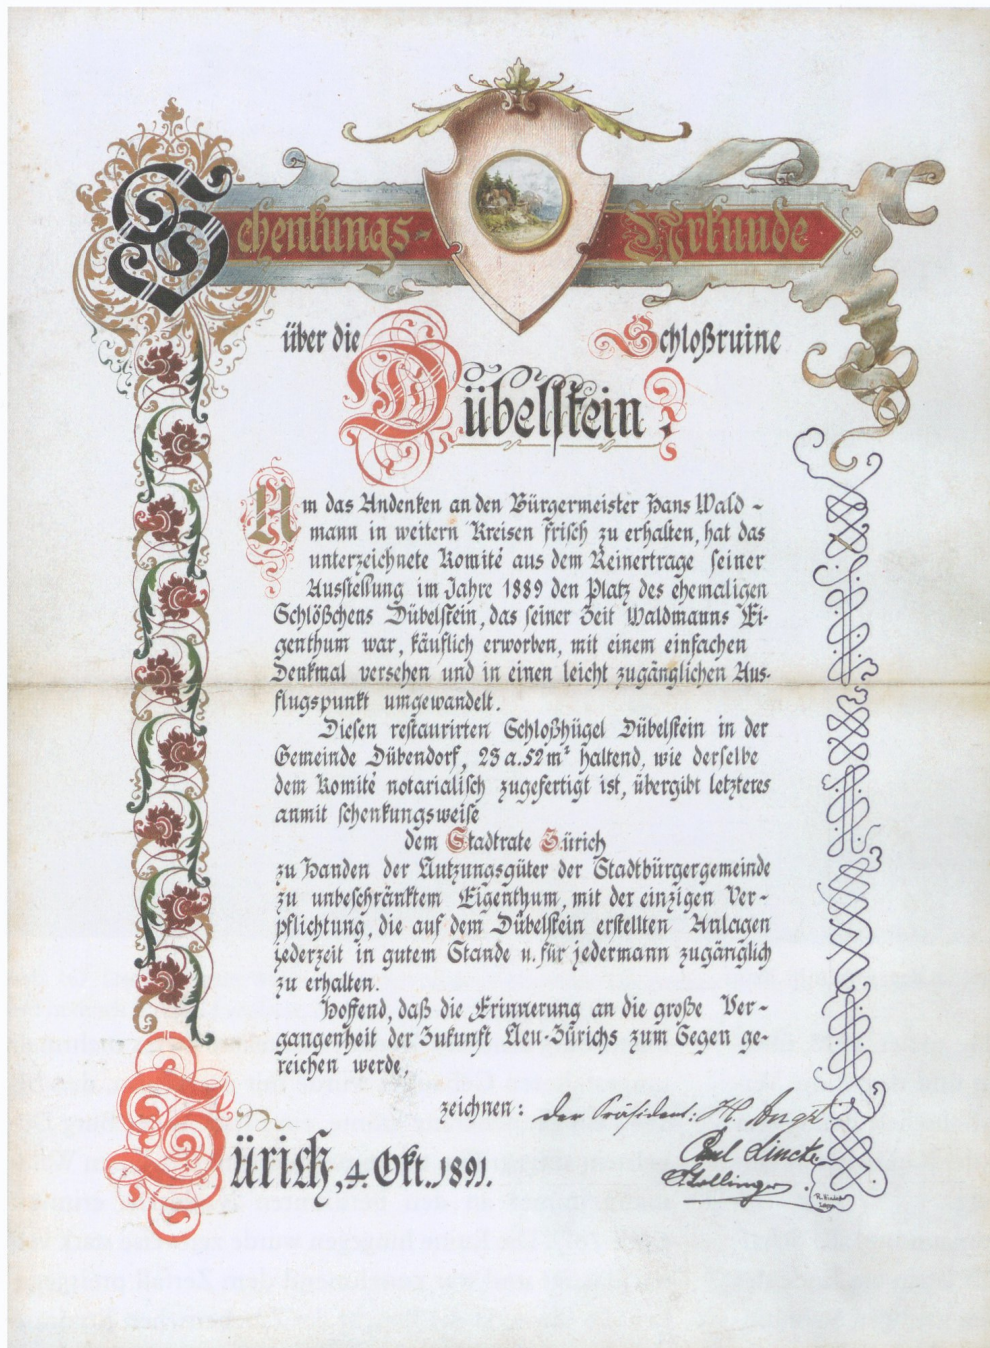 Schenkungs-Urkunde
über die Schloßruine
Dübelstein.
Um das Andenken an den Bürgermeister Hans Wald-
mann in weitern Kreisen frisch zu erhalten, hat das
unterzeichnete Komité aus dem Reinertrage seiner
Ausstellung im Jahre 1889 den Platz des ehemaligen
Schlößchens Dübelstein, das seiner Zeit Waldmanns Ei-
genthum war, käuflich erworben, mit einem einfachen
Denkmal versehen und in einen leicht zugänglichen Aus-
flugspunkt umgewandelt.
Diesen restaurirten Schloßhügel Dübelstein in der
Gemeinde Dübendorf, 23 a. 52 m² haltend, wie derselbe
dem Komité notarialisch zugefertigt ist, übergibt letzteres
anmit schenkungsweise
dem Stadtrate Zürich
zu Handen der Nutzungsgüter der Stadtbürgergemeinde
zu unbeschränktem Eigenthum, mit der einzigen Ver-
pflichtung, die auf dem Dübelstein erstellten Anlagen
jederzeit in gutem Stande u. für jedermann zugänglich
zu erhalten.
Hoffend, daß die Erinnerung an die große Ver-
gangenheit der Zukunft Neu-Zürichs zum Segen ge-
reichen werde,
zeichnen: Der Präsident: H. Angst
Paul Lincke
Zürich, 4. Okt. 1891.